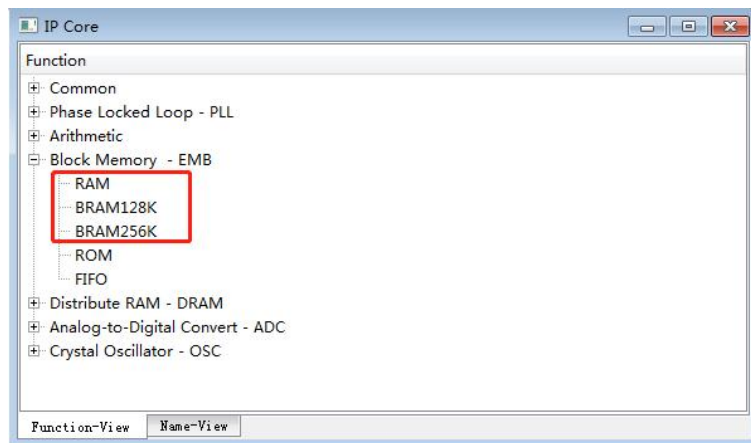 IP Core
Function
Common
Phase Locked Loop - PLL
Arithmetic
Block Memory - EMB
RAM
BRAM128K
BRAM256K
ROM
FIFO
Distribute RAM - DRAM
Analog-to-Digital Convert - ADC
Crystal Oscillator - OSC
Function-View Name-View